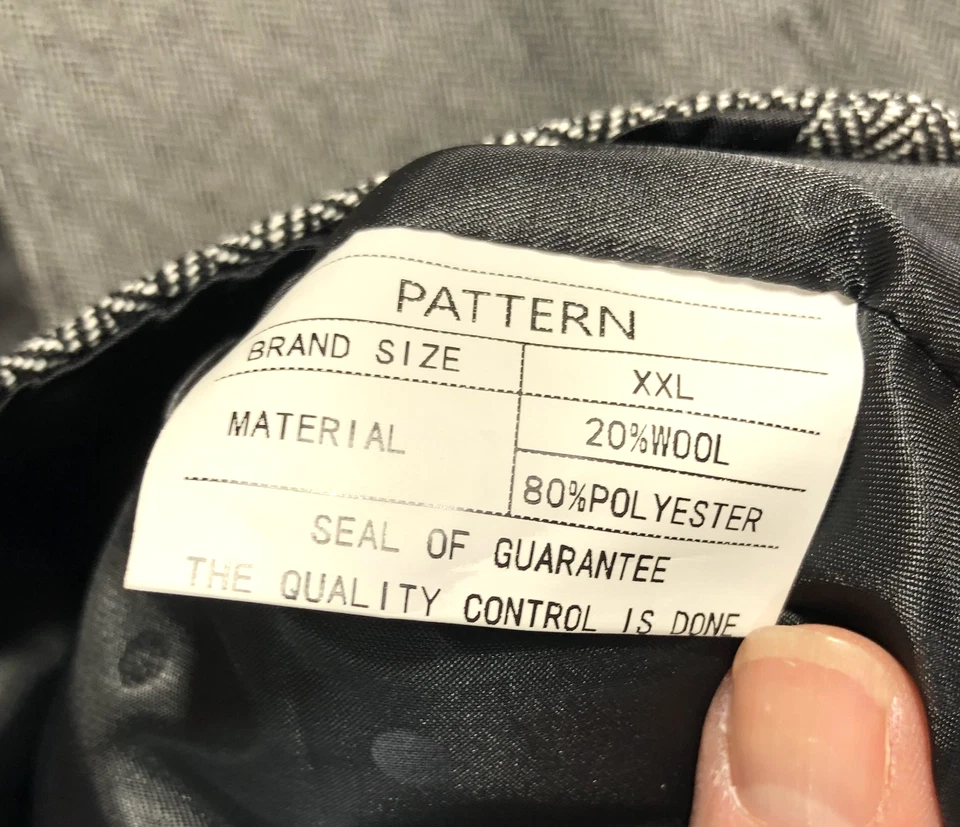 PATTERN
BRAND SIZE XXL
MATERIAL 20%WOOL
80%POLYESTER
SEAL OF GUARANTEE
THE QUALITY CONTROL IS DONE